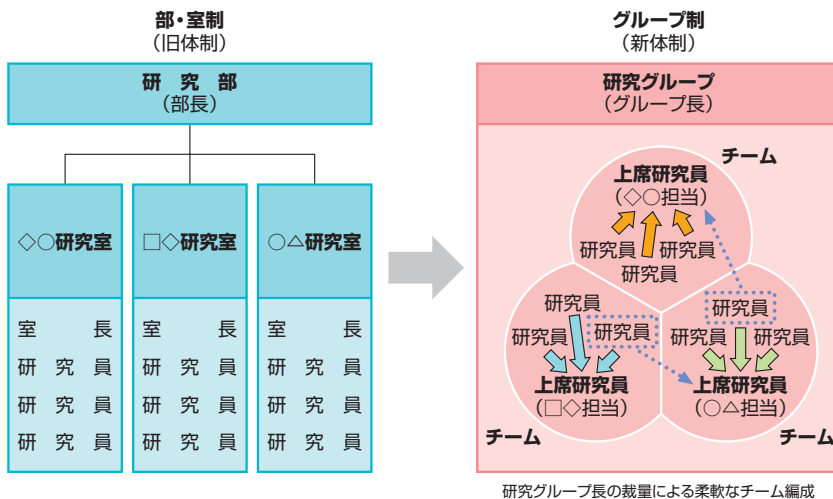 部・室制
(旧体制)
研究部
(部長)
◇○研究室
□◇研究室
○△研究室
室長
研究員
研究員
研究員
室長
研究員
研究員
研究員
室長
研究員
研究員
研究員
グループ制
(新体制)
研究グループ
(グループ長)
チーム
上席研究員
(◇○担当)
研究員
研究員
研究員
研究員
研究員
研究員
上席研究員
(□◇担当)
チーム
研究員
研究員
研究員
上席研究員
(○△担当)
チーム
研究グループ長の裁量による柔軟なチーム編成